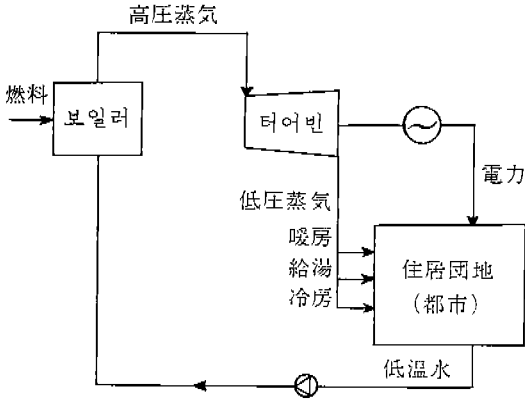 高圧蒸気
燃料
보일러
터어빈
電力
低圧蒸気
暖房
給湯
冷房
住居団地
(都市)
低温水